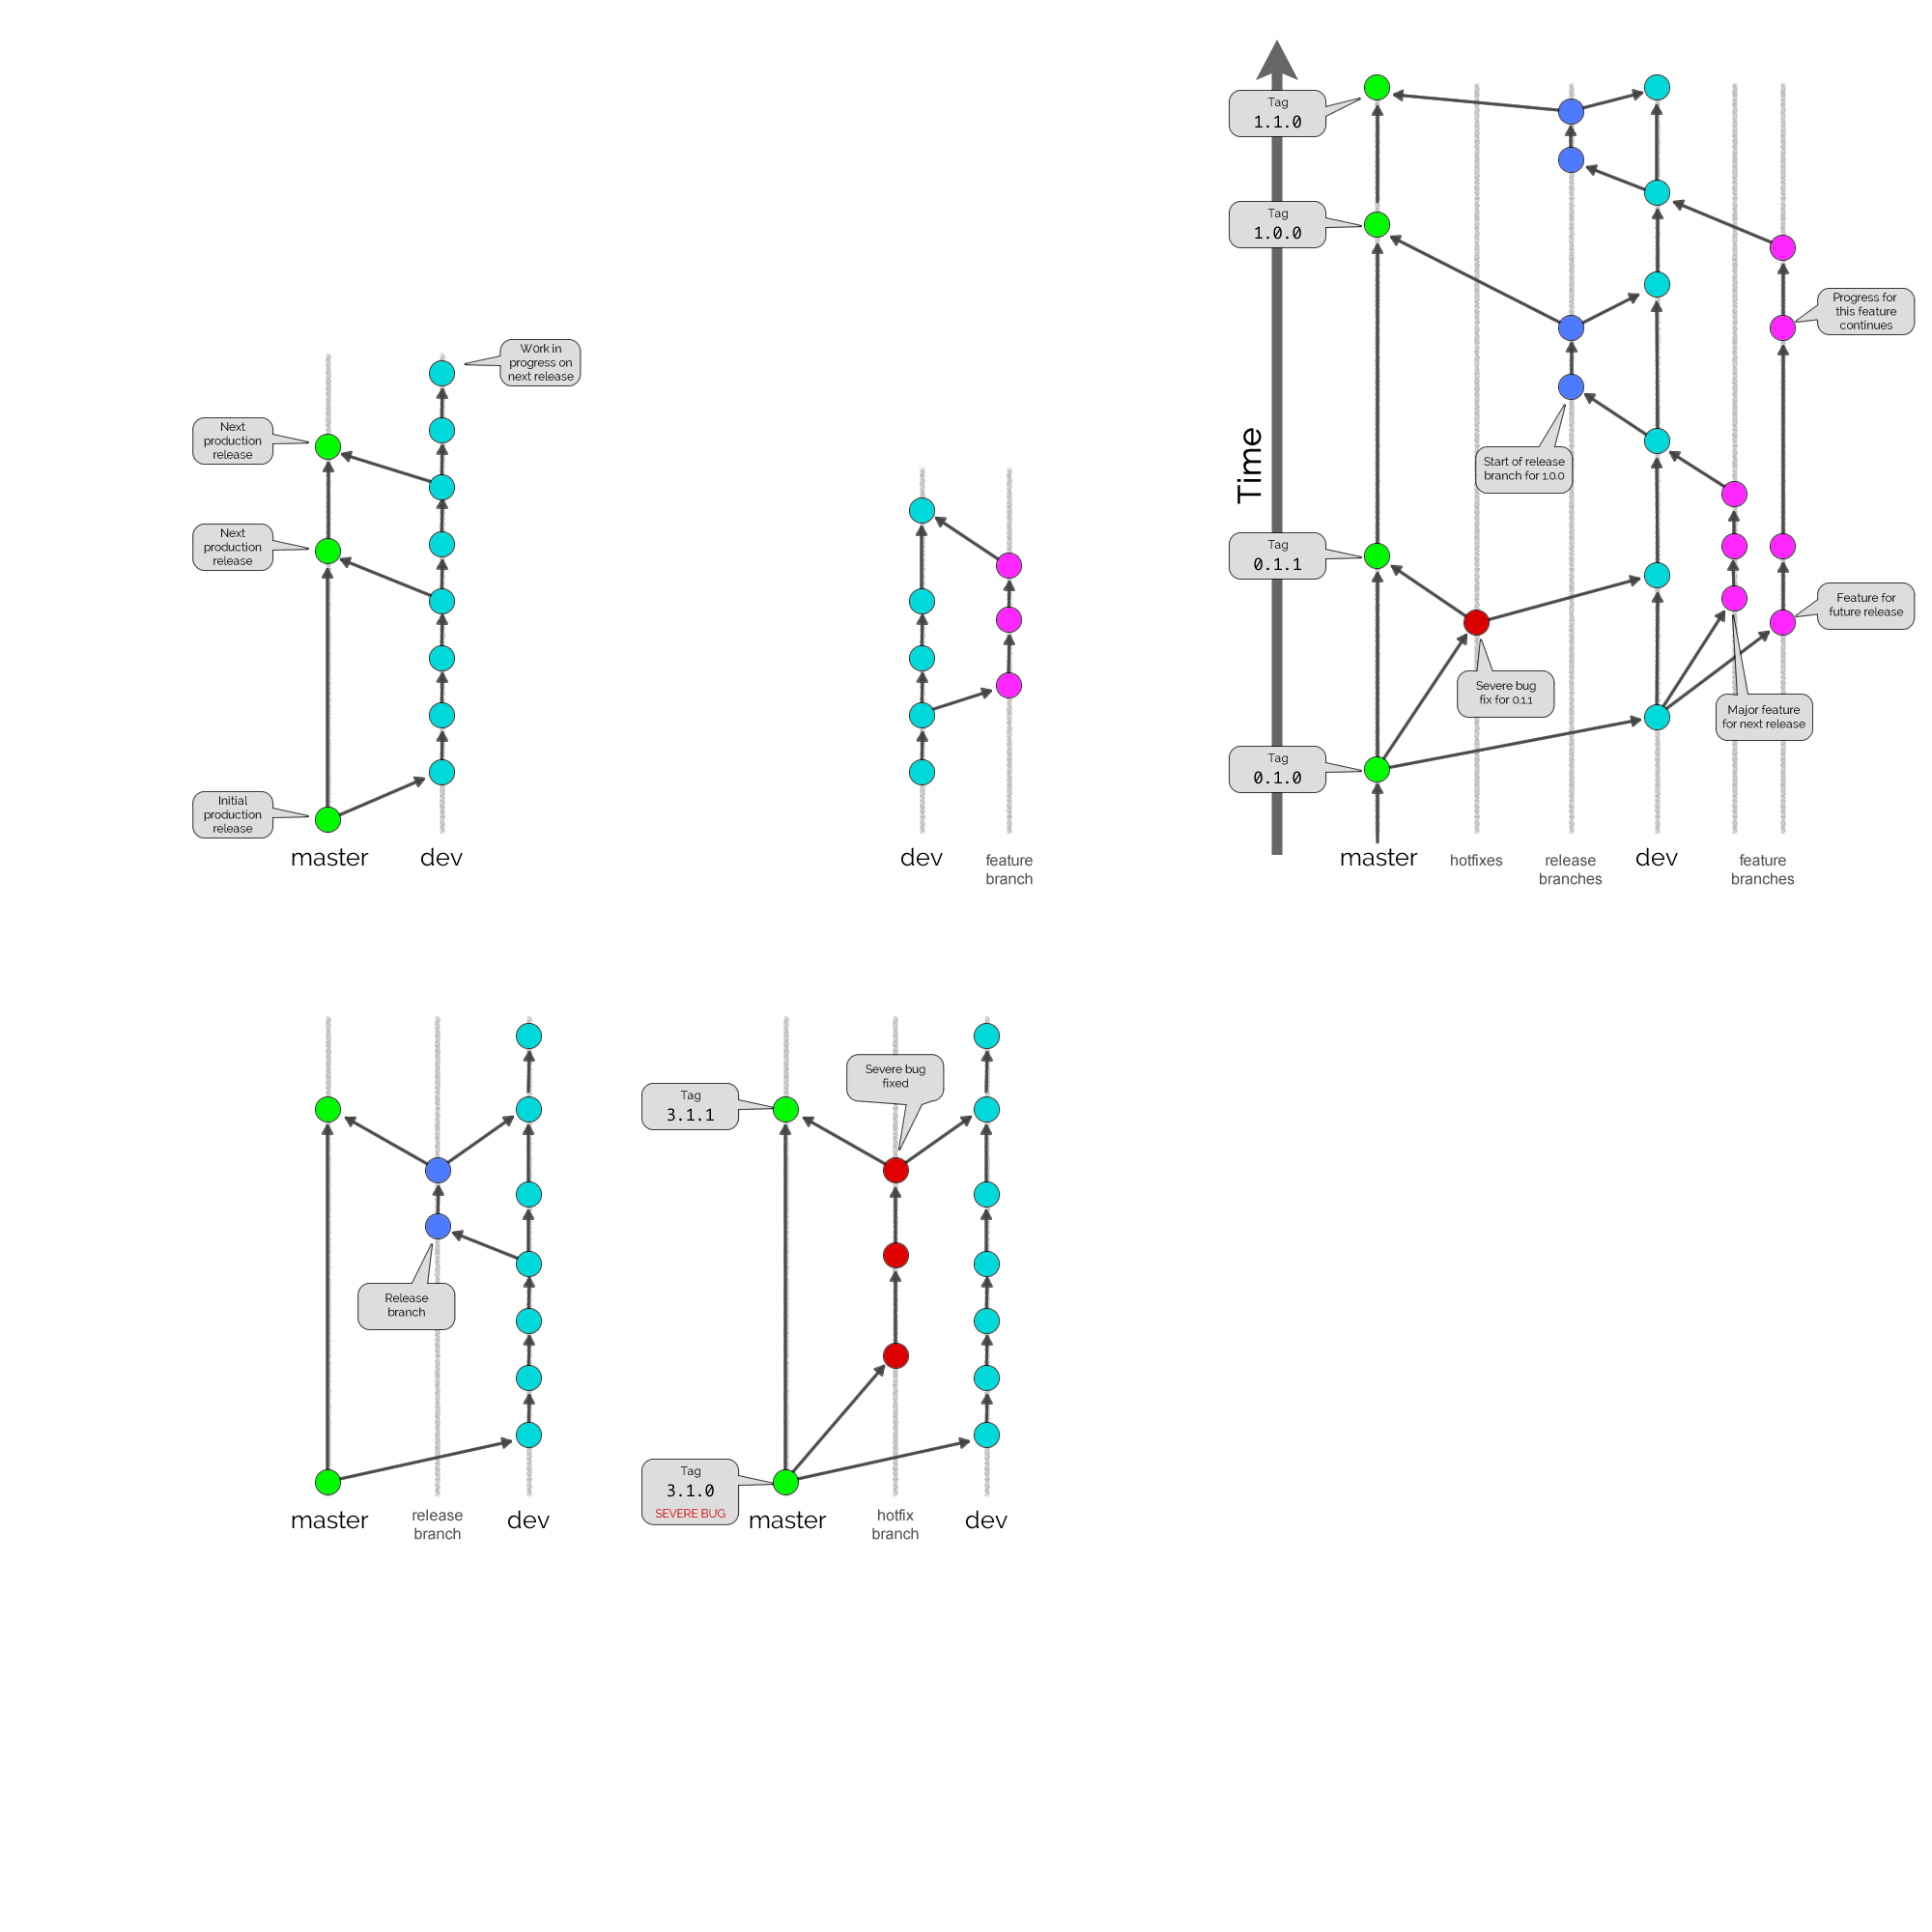 Work in
progress on
next release
Next
production
release
Next
production
release
Initial
production
release
master
dev
dev
feature
branch
Time
Tag
1.1.0
Tag
1.0.0
Progress for
this feature
continues
Start of release
branch for 1.0.0
Tag
0.1.1
Feature for
future release
Severe bug
fix for 0.1.1
Major feature
for next release
Tag
0.1.0
master
hotfixes
release
branches
dev
feature
branches
Release
branch
master
release
branch
dev
Severe bug
fixed
Tag
3.1.1
Tag
3.1.0
SEVERE BUG
master
hotfix
branch
dev